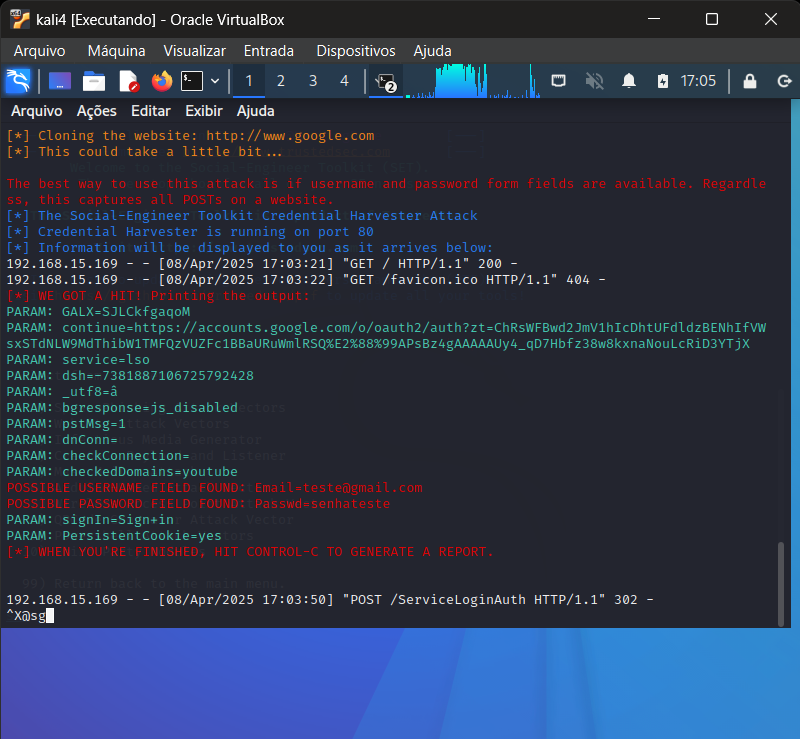 kali4 [Executando] - Oracle VirtualBox
Arquivo Máquina Visualizar Entrada Dispositivos Ajuda
1 2 3 4 2 17:05
Arquivo Ações Editar Exibir Ajuda
[*] Cloning the website: http://www.google.com
[*] This could take a little bit...
The best way to use this attack is if username and password form fields are available. Regardle
ss, this captures all POSTs on a website.
[*] The Social-Engineer Toolkit Credential Harvester Attack
[*] Credential Harvester is running on port 80
[*] Information will be displayed to you as it arrives below:
192.168.15.169 - - [08/Apr/2025 17:03:21] "GET / HTTP/1.1" 200 -
192.168.15.169 - - [08/Apr/2025 17:03:22] "GET /favicon.ico HTTP/1.1" 404 -
[*] WE GOT A HIT! Printing the output:
PARAM: GALX=SJLCkfgaqoM
PARAM: continue=https://accounts.google.com/o/oauth2/auth?zt=ChRsWFBwd2JmV1hIcDhtUFdldzBENhIfVW
sxSTdNLW9MdThibW1TMFQzVUZFc1BBaURuWmlRSQ%E2%88%99APsBz4gAAAAAUy4_qD7Hbfz38w8kxnaNouLcRiD3YTjX
PARAM: service=lso
PARAM: dsh=-7381887106725792428
PARAM: _utf8=â
PARAM: bgresponse=js_disabled
PARAM: pstMsg=1
PARAM: dnConn=
PARAM: checkConnection=
PARAM: checkedDomains=youtube
POSSIBLE USERNAME FIELD FOUND: Email=teste@gmail.com
POSSIBLE PASSWORD FIELD FOUND: Passwd=senhateste
PARAM: signIn=Sign+in
PARAM: PersistentCookie=yes
[*] WHEN YOU'RE FINISHED, HIT CONTROL-C TO GENERATE A REPORT.
99) Return back to the main menu.
192.168.15.169 - - [08/Apr/2025 17:03:50] "POST /ServiceLoginAuth HTTP/1.1" 302 -
^X@sg